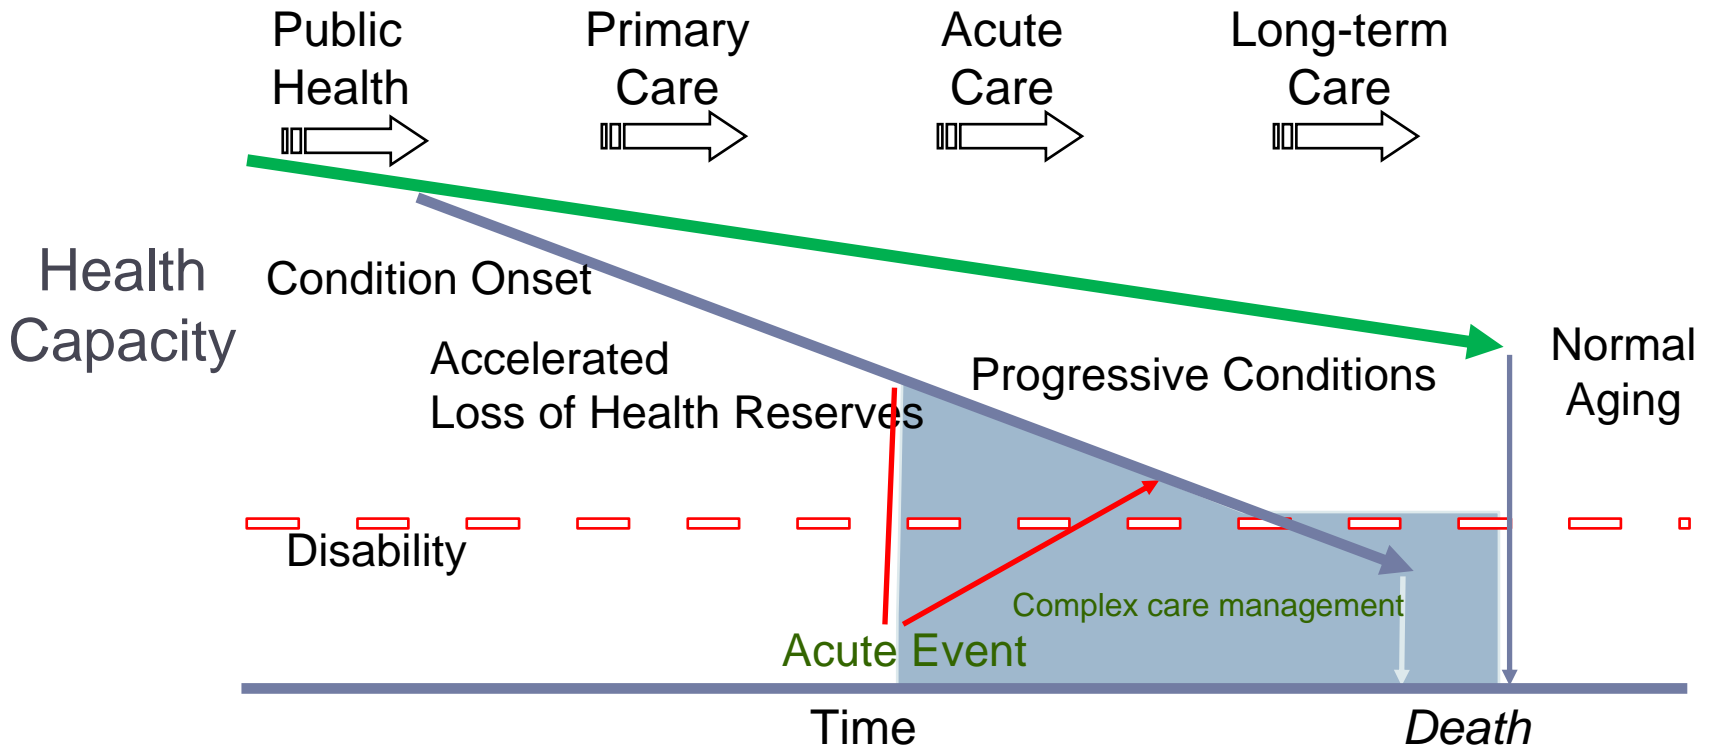 Public
Health
Primary
Care
Acute
Care
Long-term
Care
Health
Capacity
Condition Onset
Accelerated
Loss of Health Reserves
Progressive Conditions
Normal
Aging
Disability
Complex care management
Acute Event
Time
Death